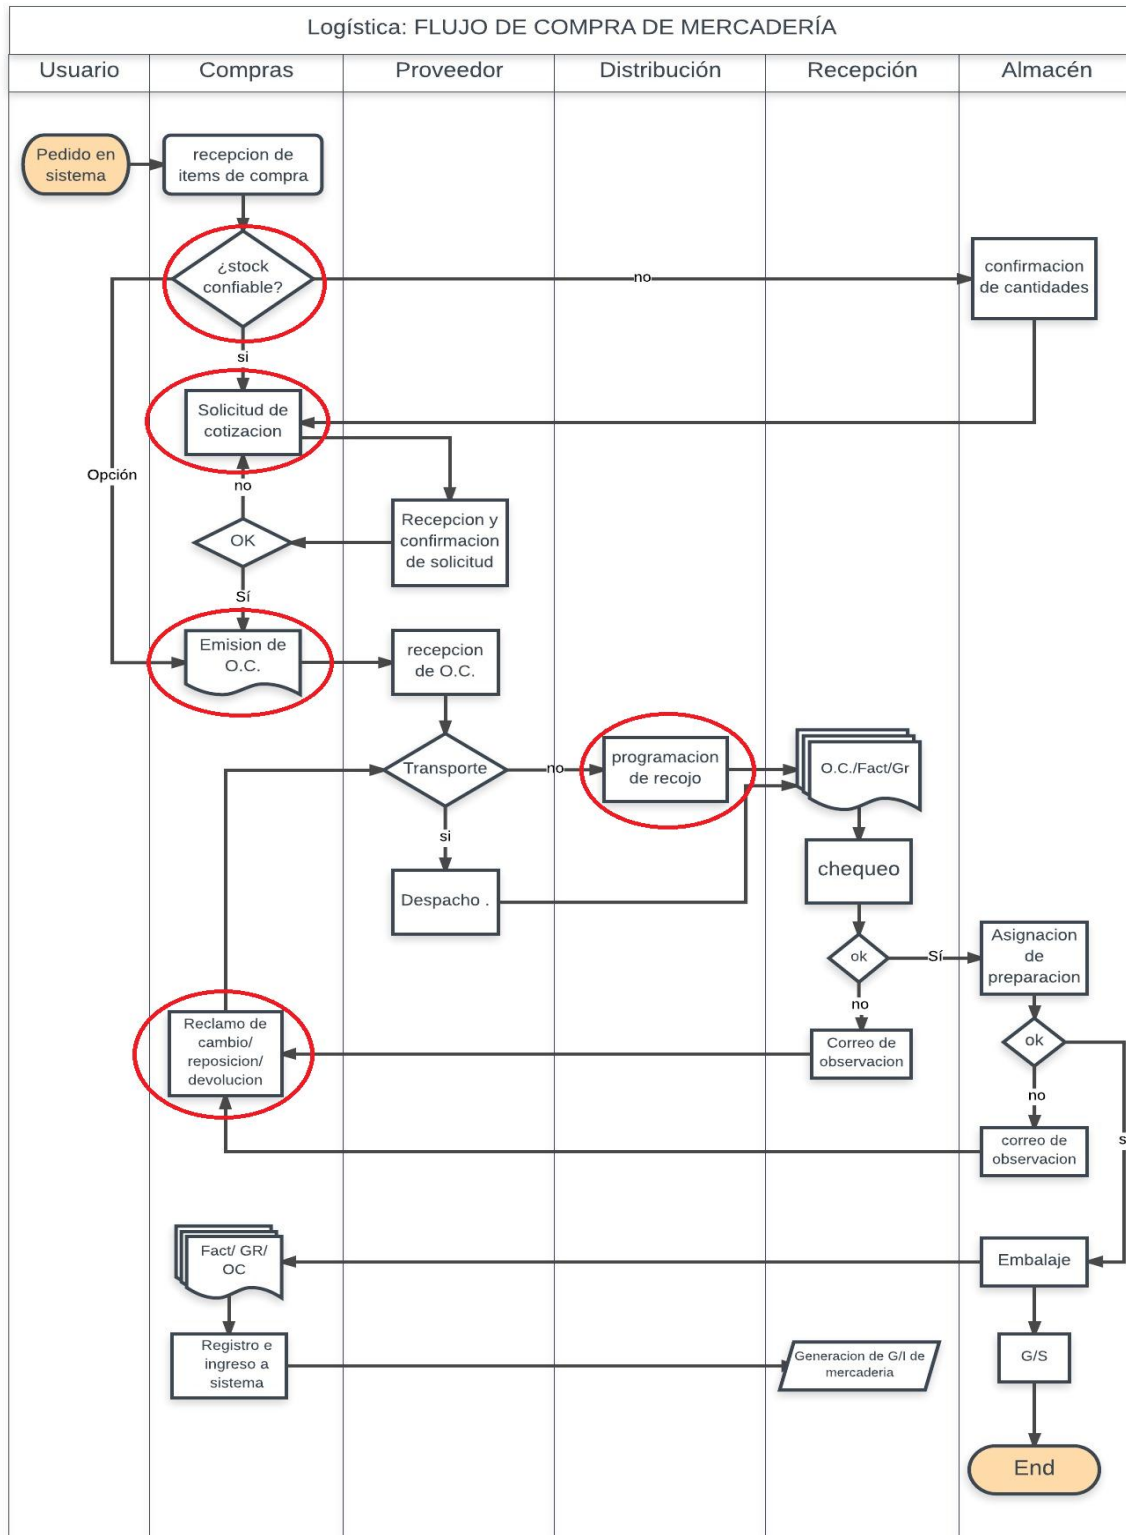 Logística: FLUJO DE COMPRA DE MERCADERÍA
Usuario
Compras
Proveedor
Distribución
Recepción
Almacén
Pedido en
sistema
recepcion de
items de compra
¿stock
confiable?
no
confirmacion
de cantidades
si
Solicitud de
cotizacion
Opción
no
Recepcion y
confirmacion
de solicitud
OK
Sí
Emision de
O.C.
recepcion
de O.C.
Transporte
no
programacion
de recojo
O.C./Fact/Gr
si
chequeo
Despacho .
ok
Sí
Asignacion
de
preparacion
no
ok
Reclamo de
cambio/
reposicion/
devolucion
Correo de
observacion
no
correo de
observacion
s
Fact/ GR/
OC
Embalaje
Registro e
ingreso a
sistema
Generacion de G/I de
mercaderia
G/S
End